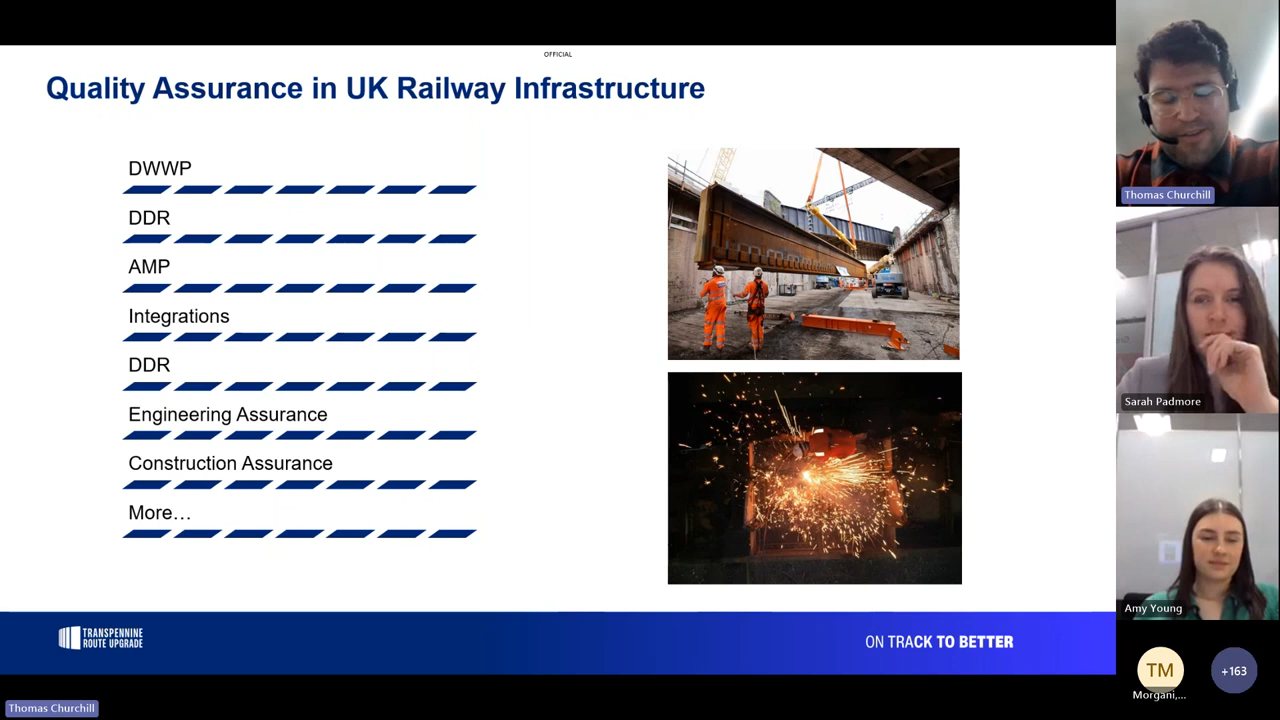 OFFICIAL
Quality Assurance in UK Railway Infrastructure
DWWP
DDR
AMP
Integrations
DDR
Engineering Assurance
Construction Assurance
More…
TRANSPENNINE
ROUTE UPGRADE
ON TRACK TO BETTER
Thomas Churchill
Thomas Churchill
Sarah Padmore
Amy Young
TM
Morgani,...
+163